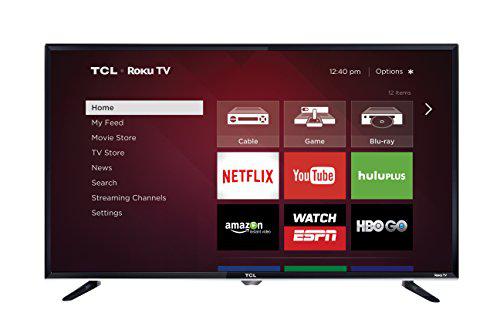 TCL • Roku TV
12:40 pm | Options ✱
12 items
Home
My Feed
Movie Store
TV Store
News
Search
Streaming Channels
Settings
Cable
Game
Blu-ray
NETFLIX
YouTube
huluPLUS
amazon
instant video
WATCH
ESPN
HBO GO
TCL
Roku TV